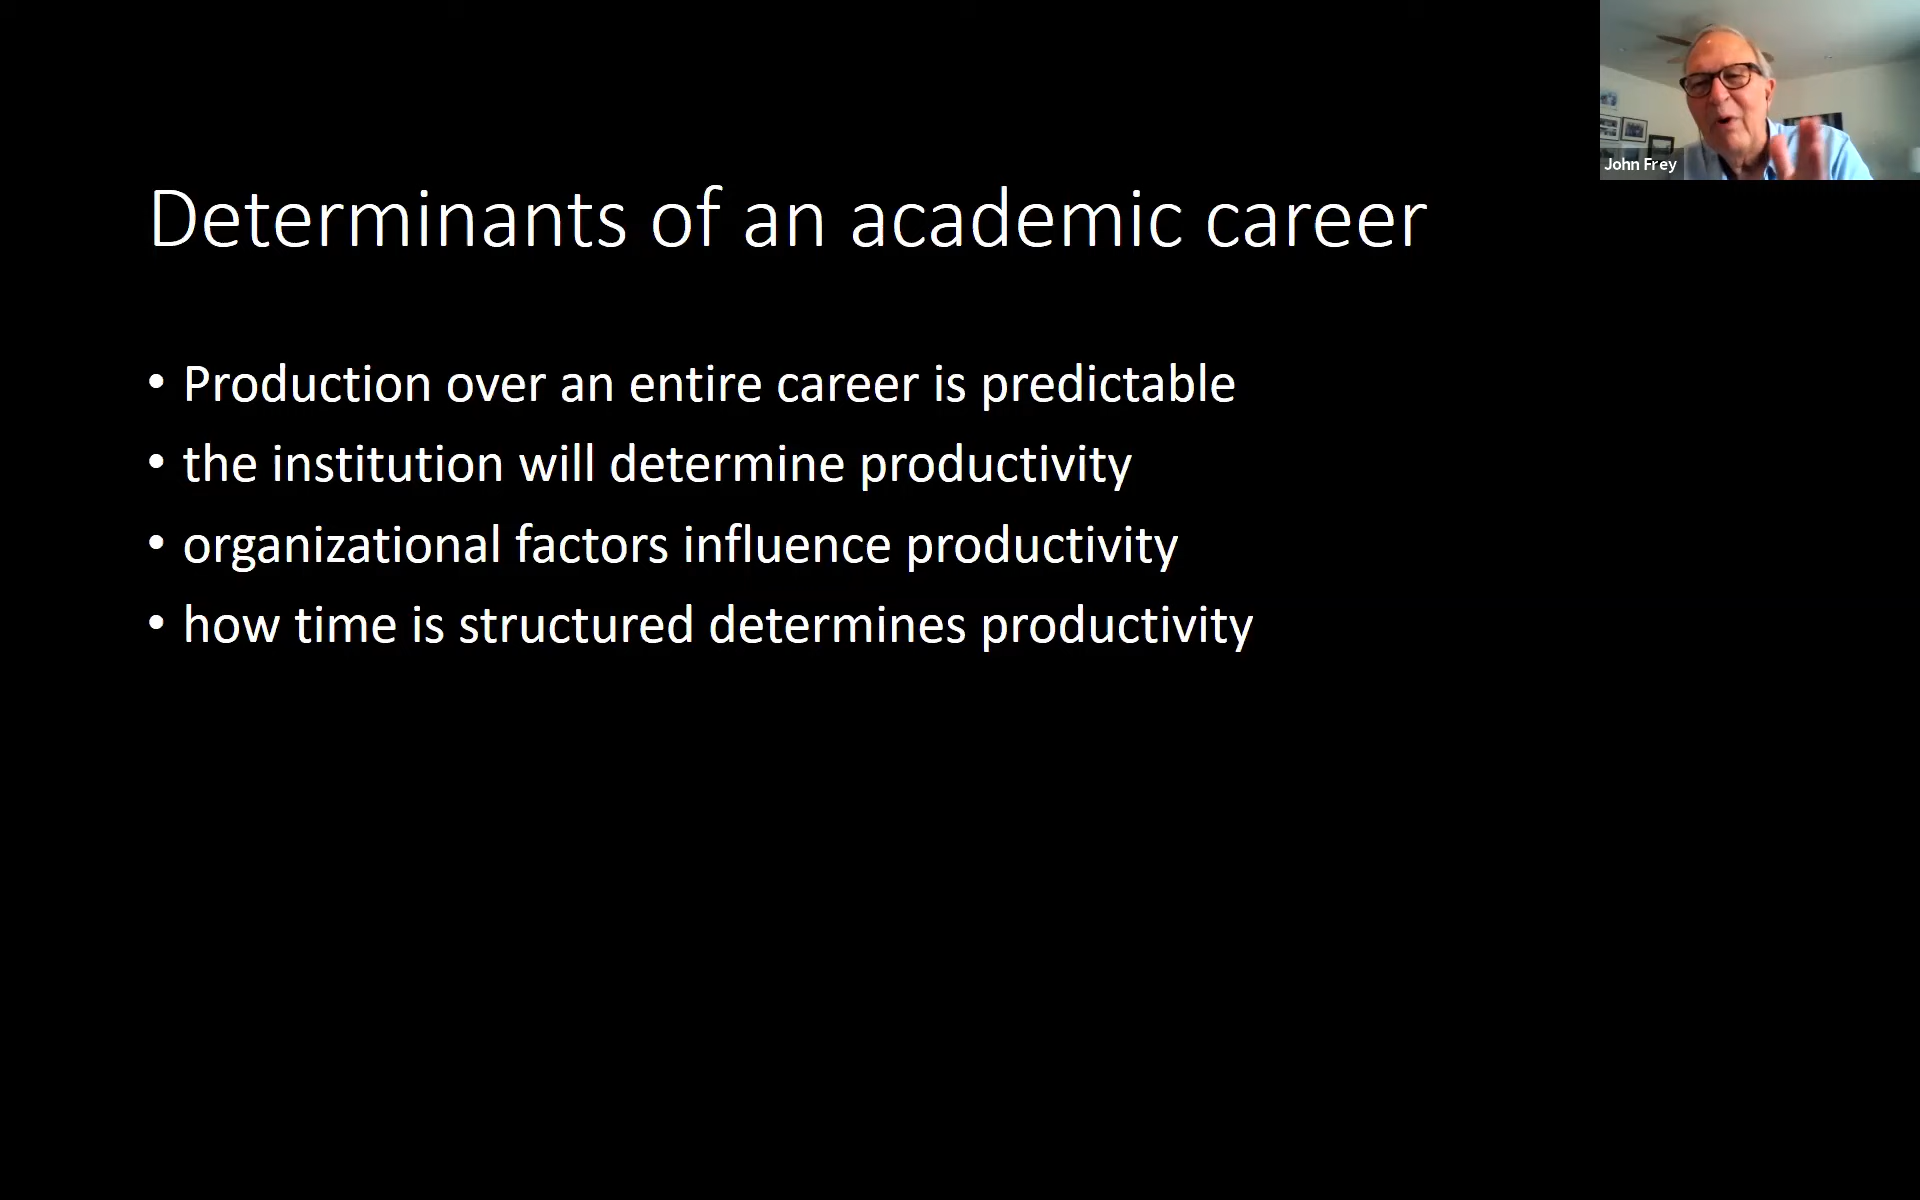 John Frey
Determinants of an academic career
• Production over an entire career is predictable
• the institution will determine productivity
• organizational factors influence productivity
• how time is structured determines productivity